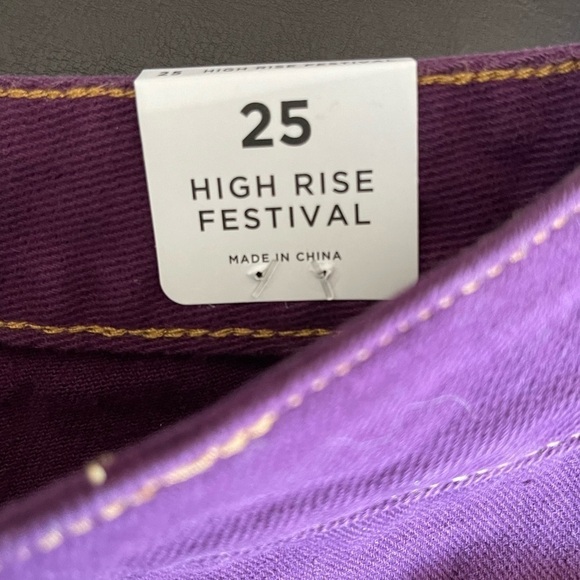 25 HIGH RISE FESTIVAL
25
HIGH RISE
FESTIVAL
MADE IN CHINA